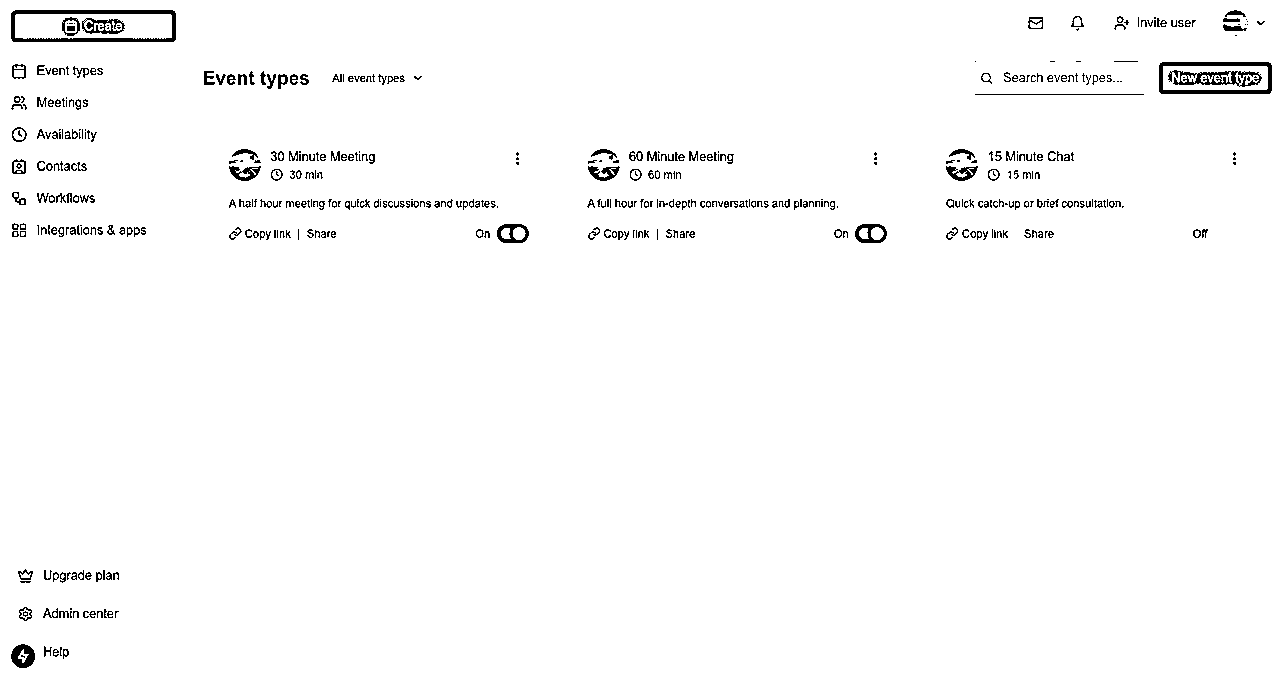 Create
Invite user
Event types
Meetings
Availability
Contacts
Workflows
Integrations & apps
Event types All event types
Search event types...
New event type
30 Minute Meeting
30 min
A half hour meeting for quick discussions and updates.
Copy link | Share On
60 Minute Meeting
60 min
A full hour for in-depth conversations and planning.
Copy link | Share On
15 Minute Chat
15 min
Quick catch-up or brief consultation.
Copy link Share Off
Upgrade plan
Admin center
Help